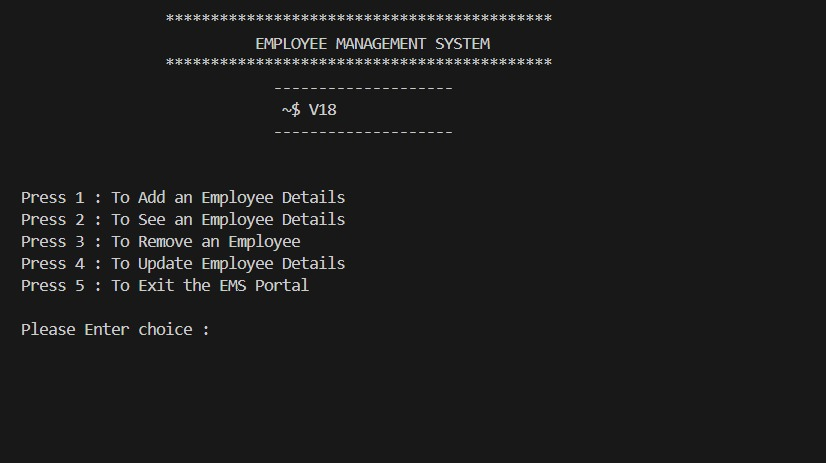 *******************************************
EMPLOYEE MANAGEMENT SYSTEM
*******************************************
--------------------
~$ V18
--------------------
Press 1 : To Add an Employee Details
Press 2 : To See an Employee Details
Press 3 : To Remove an Employee
Press 4 : To Update Employee Details
Press 5 : To Exit the EMS Portal
Please Enter choice :